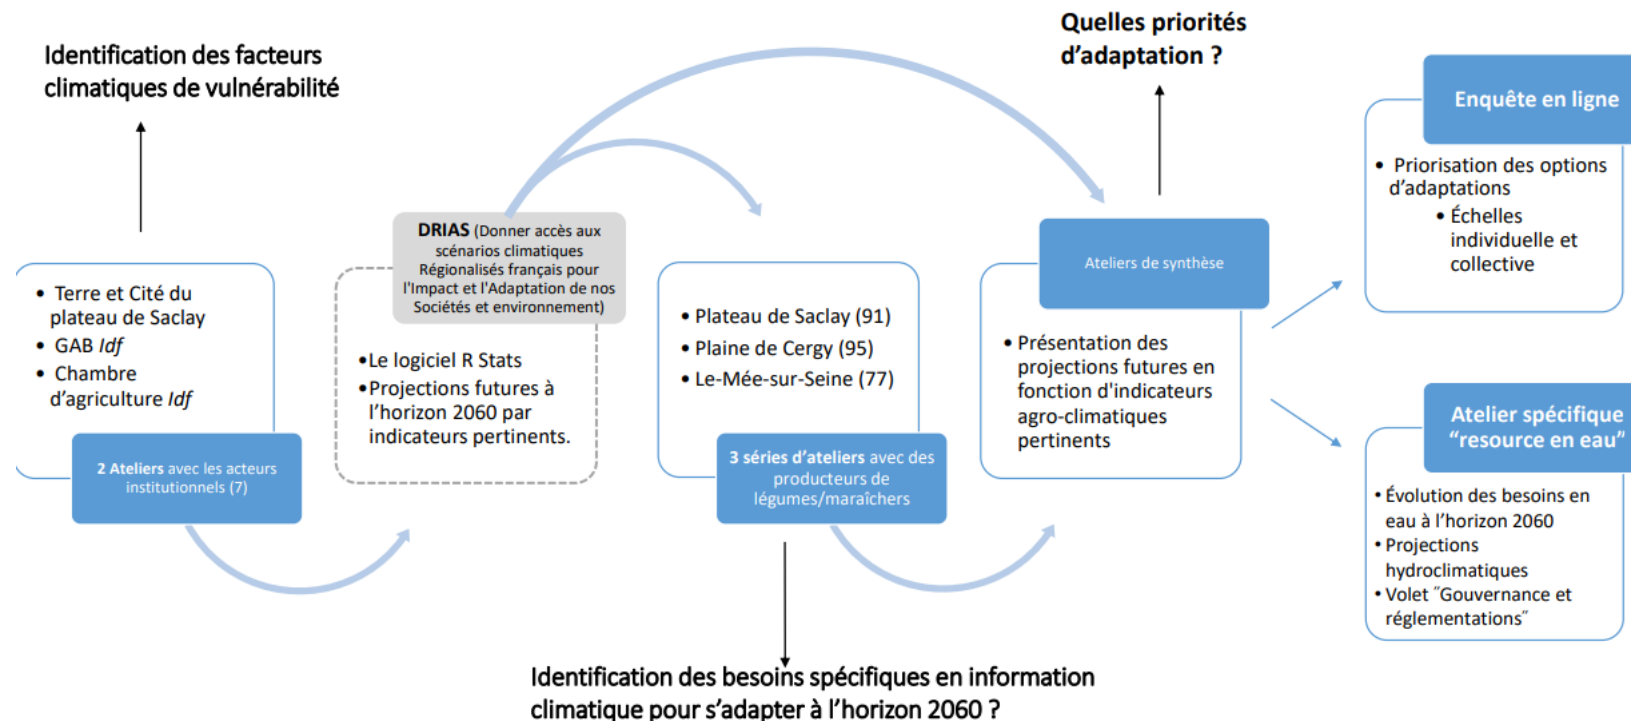 Identification des facteurs
climatiques de vulnérabilité
• Terre et Cité du
plateau de Saclay
• GAB Idf
• Chambre
d'agriculture Idf
2 Ateliers avec les acteurs
institutionnels (7)
DRIAS (Donner accès aux
scénarios climatiques
Régionalisés français pour
l'Impact et l'Adaptation de nos
Sociétés et environnement)
•Le logiciel R Stats
•Projections futures à
l'horizon 2060 par
indicateurs pertinents.
• Plateau de Saclay (91)
• Plaine de Cergy (95)
• Le-Mée-sur-Seine (77)
3 séries d'ateliers avec des
producteurs de
légumes/maraîchers
Identification des besoins spécifiques en information
climatique pour s'adapter à l'horizon 2060 ?
Quelles priorités
d'adaptation ?
Ateliers de synthèse
• Présentation des
projections futures en
fonction d'indicateurs
agro-climatiques
pertinents
Enquête en ligne
• Priorisation des options
d'adaptations
• Échelles
individuelle et
collective
Atelier spécifique
"resource en eau"
• Évolution des besoins en
eau à l'horizon 2060
• Projections
hydroclimatiques
• Volet ˝Gouvernance et
réglementations˝